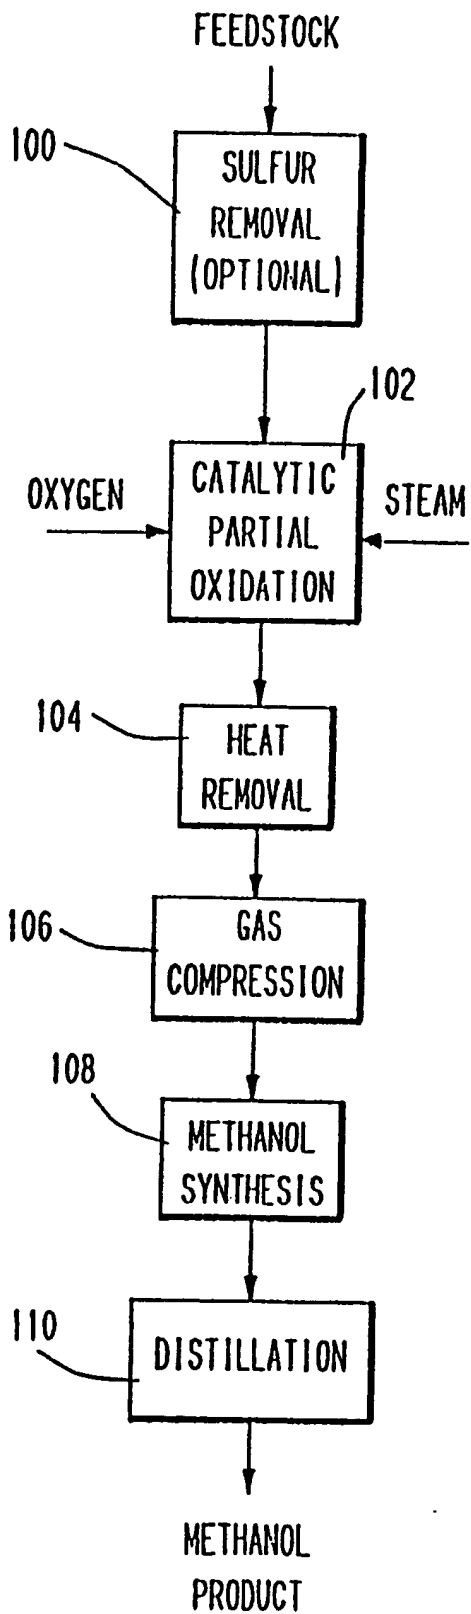 FEEDSTOCK
100
SULFUR
REMOVAL
(OPTIONAL)
102
OXYGEN
CATALYTIC
PARTIAL
OXIDATION
STEAM
104
HEAT
REMOVAL
106
GAS
COMPRESSION
108
METHANOL
SYNTHESIS
110
DISTILLATION
METHANOL
PRODUCT